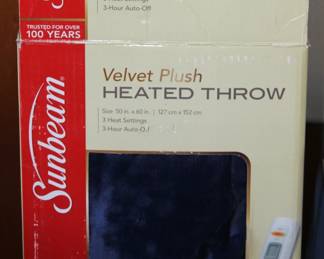 3-Hour Auto-Off
TRUSTED FOR OVER
100 YEARS
Sunbeam
Velvet Plush
HEATED THROW
Size: 50 in. x 60 in. | 127 cm x 152 cm
3 Heat Settings
3-Hour Auto-O